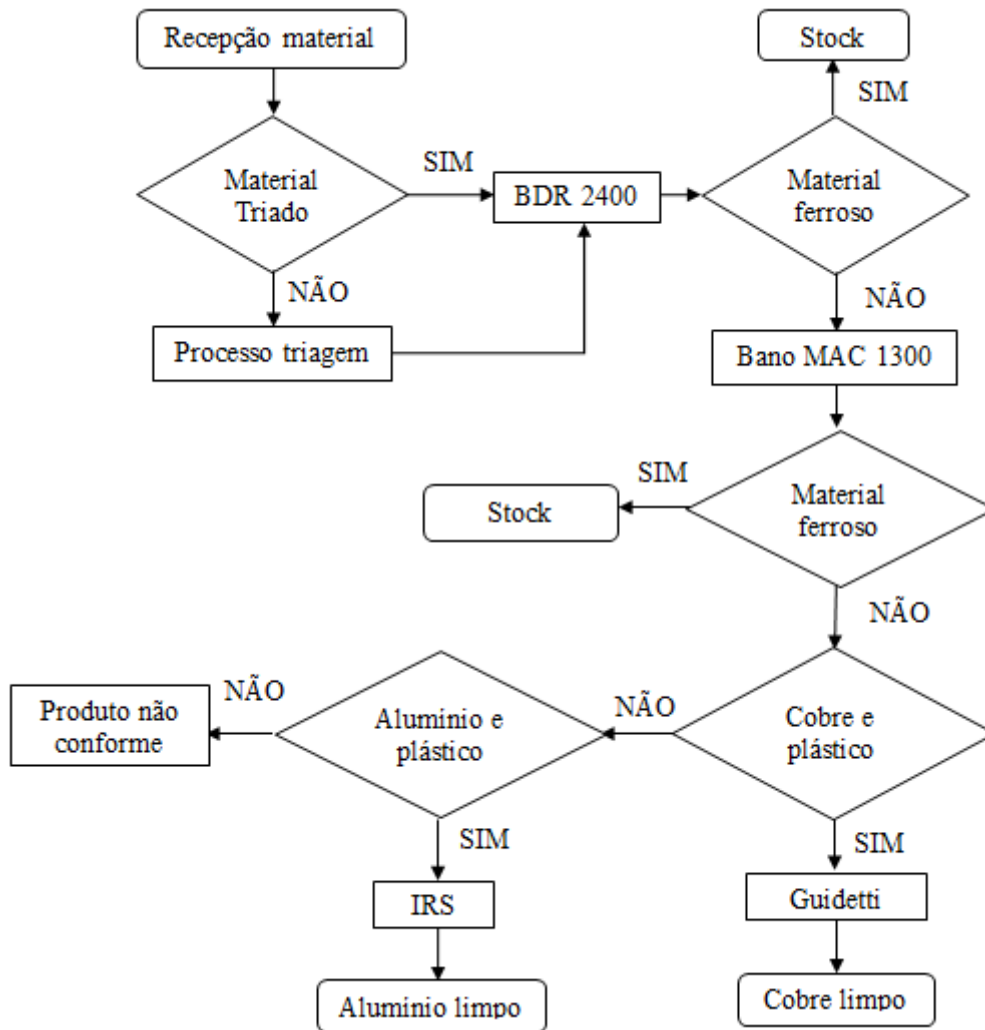 Recepção material
Stock
SIM
SIM
Material
Triado
BDR 2400
Material
ferroso
NÃO
NÃO
Processo triagem
Bano MAC 1300
SIM
Material
ferroso
Stock
NÃO
NÃO
NÃO
Produto não
conforme
Aluminio e
plástico
Cobre e
plástico
SIM
SIM
IRS
Guidetti
Aluminio limpo
Cobre limpo